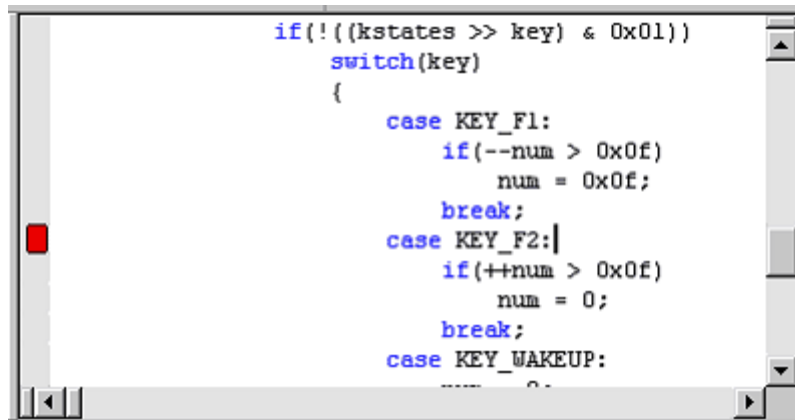 if(!((kstates >> key) & 0x01))
switch(key)
{
case KEY_F1:
if(--num > 0x0f)
num = 0x0f;
break;
case KEY_F2:
if(++num > 0x0f)
num = 0;
break;
case KEY_WAKEUP: